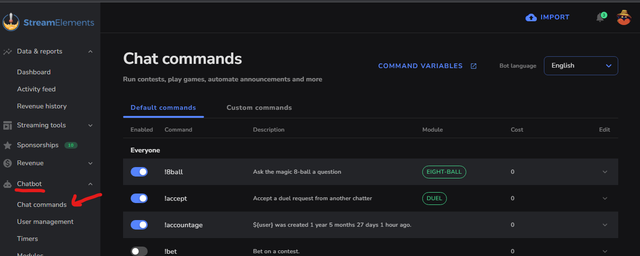 StreamElements
IMPORT
2
Data & reports
Dashboard
Activity feed
Revenue history
Streaming tools
Sponsorships
Revenue
Chatbot
Chat commands
User management
Timers
Modules
Chat commands
COMMAND VARIABLES
Bot language
English
Run contests, play games, automate announcements and more
Default commands
Custom commands
Enabled Command Description Module Cost Edit
Everyone
!8ball Ask the magic 8-ball a question EIGHT-BALL 0
!accept Accept a duel request from another chatter DUEL 0
!accountage ${user} was created 1 year 5 months 27 days 1 hour ago. 0
!bet Bet on a contest. 0